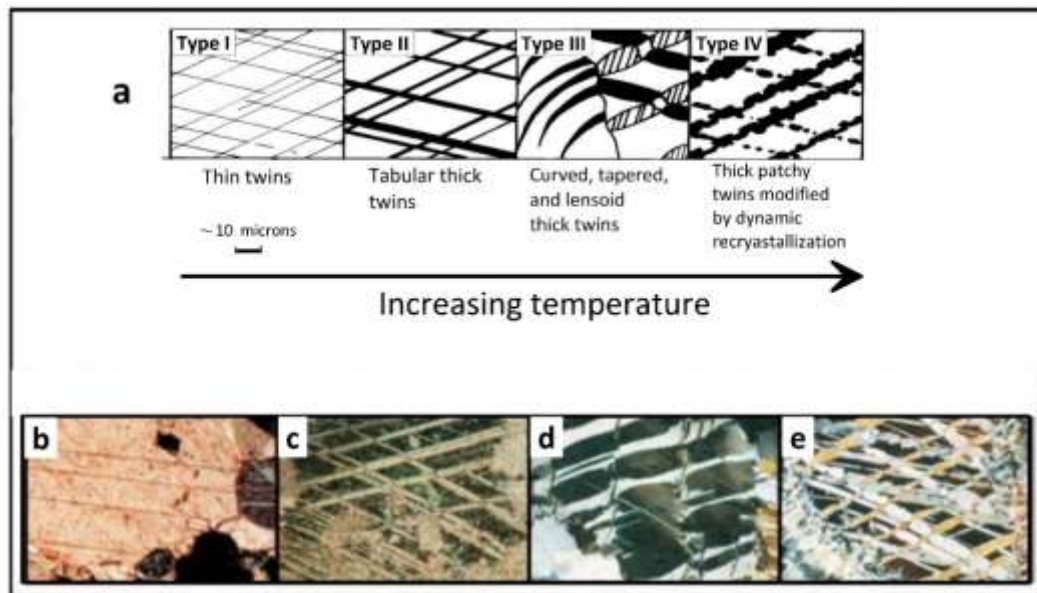 Type I Type II Type III Type IV
a
Thin twins
Tabular thick
twins
Curved, tapered,
and lensoid
thick twins
Thick patchy
twins modified
by dynamic
recryastallization
~ 10 microns
Increasing temperature
b c d e